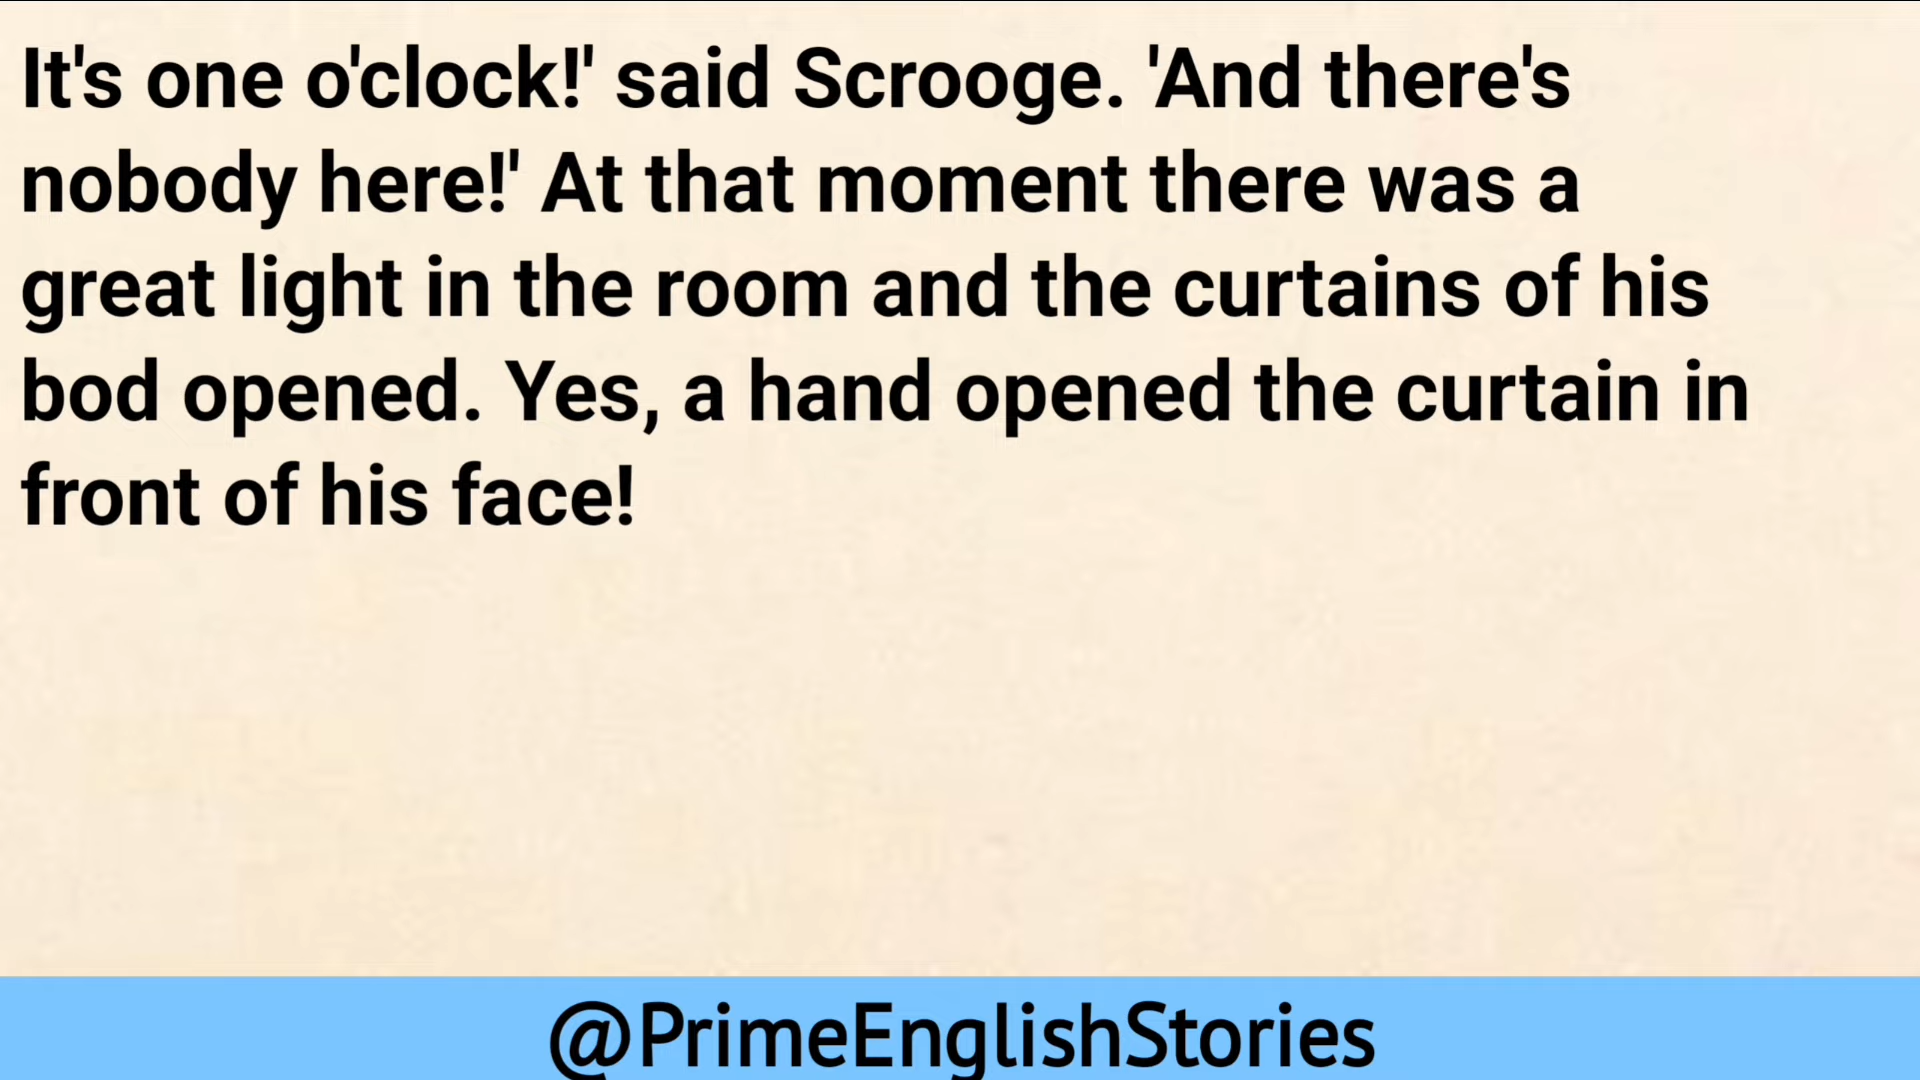 It's one o'clock!' said Scrooge. 'And there's
nobody here!' At that moment there was a
great light in the room and the curtains of his
bod opened. Yes, a hand opened the curtain in
front of his face!
@PrimeEnglishStories